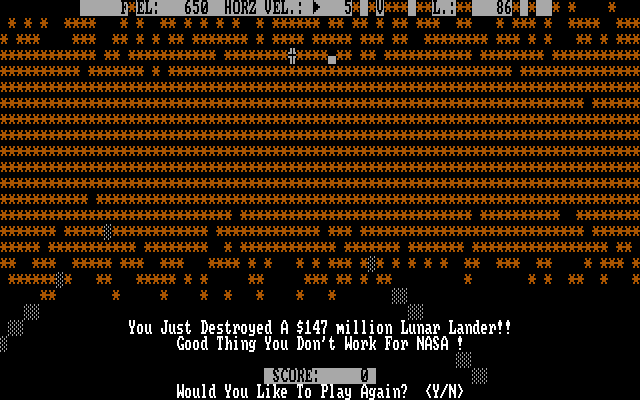 FUEL: 650 HORZ VEL.: ▶ 5 V L.: 86
You Just Destroyed A $147 million Lunar Lander!!
Good Thing You Don't Work For NASA !
SCORE: 0
Would You Like To Play Again? <Y/N>